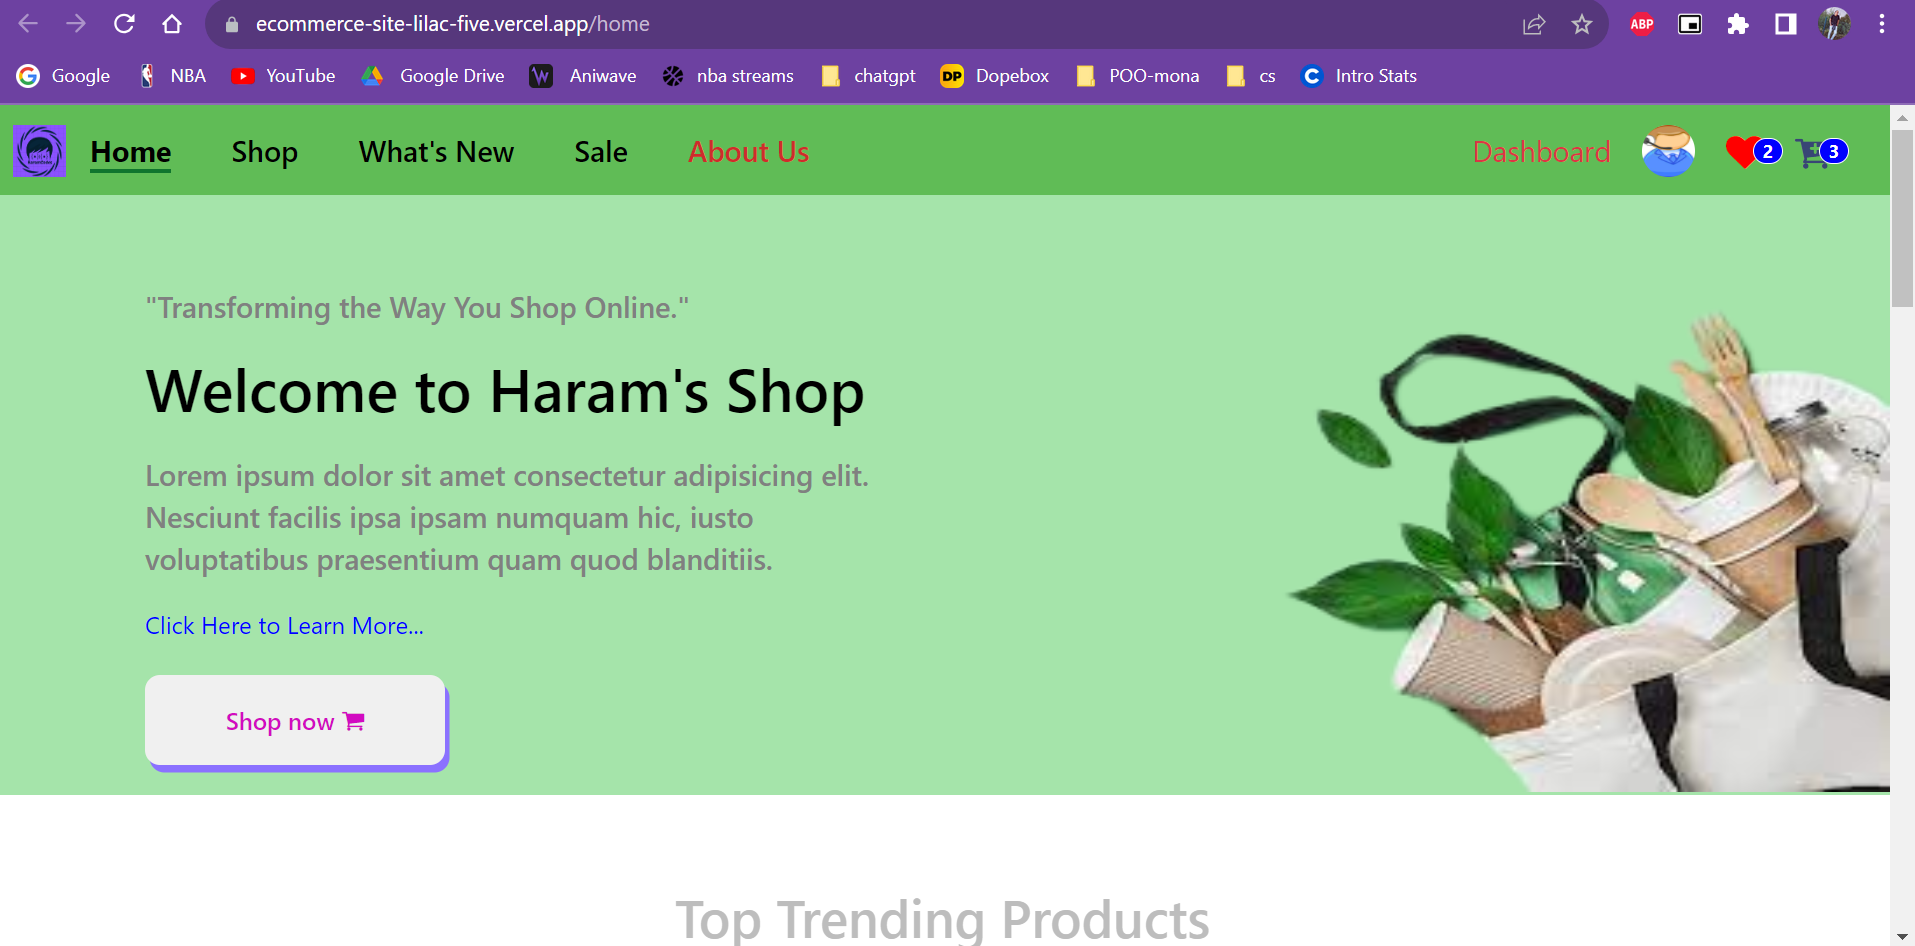 ecommerce-site-lilac-five.vercel.app/home
ABP
Google NBA YouTube Google Drive W Aniwave nba streams chatgpt DP Dopebox POO-mona cs C Intro Stats
Home Shop What's New Sale About Us Dashboard 2 3
"Transforming the Way You Shop Online."
Welcome to Haram's Shop
Lorem ipsum dolor sit amet consectetur adipisicing elit.
Nesciunt facilis ipsa ipsam numquam hic, iusto
voluptatibus praesentium quam quod blanditiis.
Click Here to Learn More...
Shop now
Top Trending Products